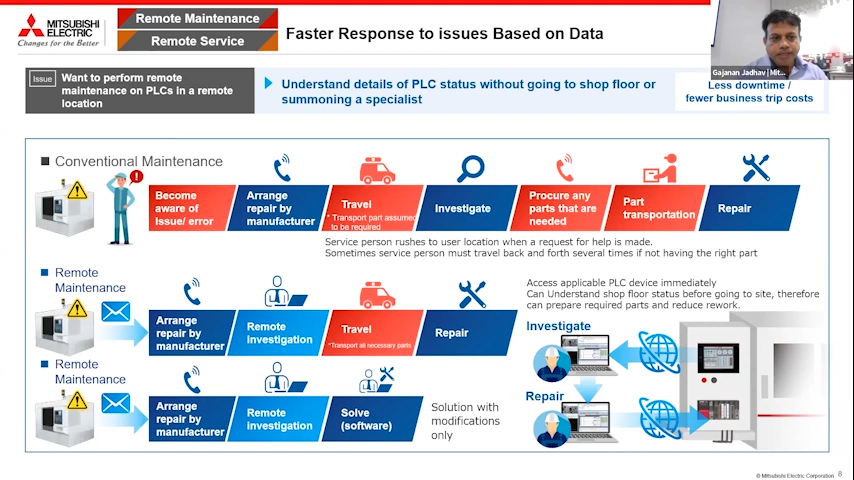 MITSUBISHI
ELECTRIC
Changes for the Better
Remote Maintenance
Remote Service
Faster Response to issues Based on Data
Gajanan Jadhav | Mit...
Issue
Want to perform remote
maintenance on PLCs in a remote
location
Understand details of PLC status without going to shop floor or
summoning a specialist
Less downtime /
fewer business trip costs
Conventional Maintenance
Become
aware of
Issue/ error
Arrange
repair by
manufacturer
Travel
* Transport part assumed
to be required
Investigate
Procure any
parts that are
needed
Part
transportation
Repair
Service person rushes to user location when a request for help is made.
Sometimes service person must travel back and forth several times if not having the right part
Remote
Maintenance
Arrange
repair by
manufacturer
Remote
investigation
Travel
*Transport all necessary parts
Repair
Access applicable PLC device immediately
Can Understand shop floor status before going to site, therefore
can prepare required parts and reduce rework.
Investigate
Repair
Remote
Maintenance
Arrange
repair by
manufacturer
Remote
investigation
Solve
(software)
Solution with
modifications
only
© Mitsubishi Electric Corporation
8